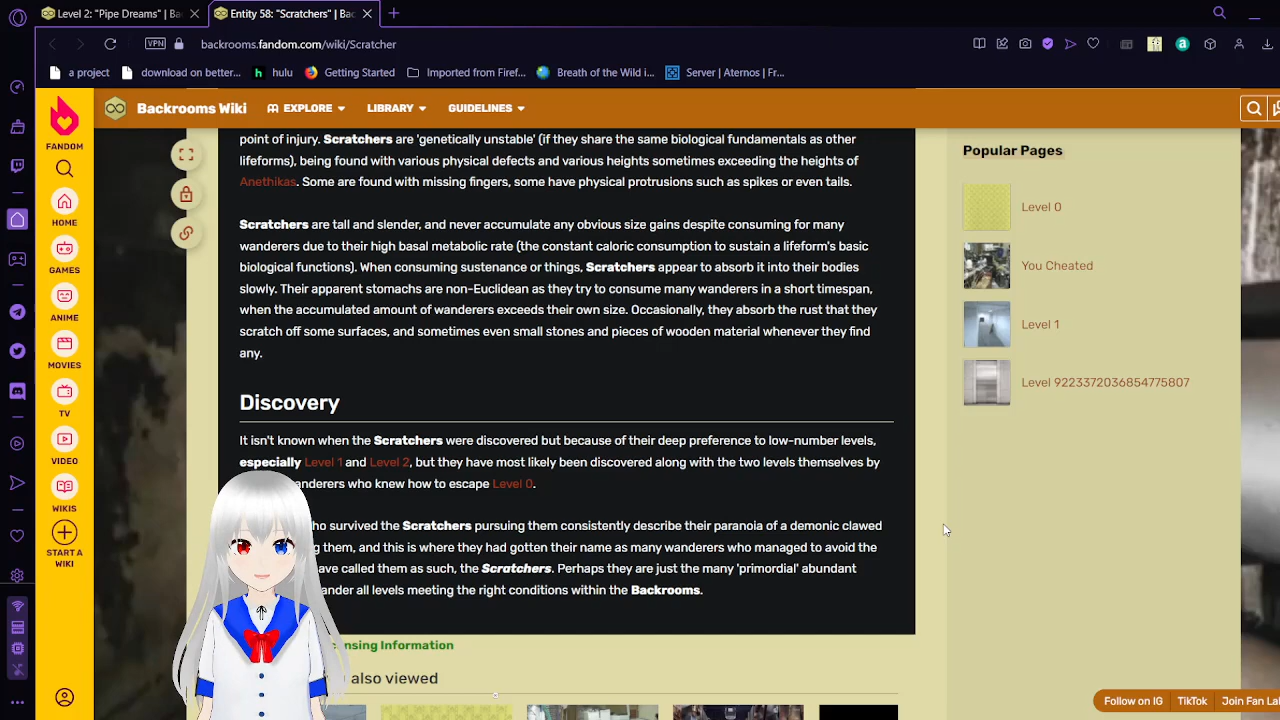 Level 2: "Pipe Dreams" | Ba
Entity 58: "Scratchers" | Bac
VPN
backrooms.fandom.com/wiki/Scratcher
a project
download on better...
hulu
Getting Started
Imported from Firef...
Breath of the Wild i...
Server | Aternos | Fr...
FANDOM
HOME
GAMES
ANIME
MOVIES
TV
VIDEO
WIKIS
START A
WIKI
Backrooms Wiki
EXPLORE
LIBRARY
GUIDELINES
point of injury. Scratchers are 'genetically unstable' (if they share the same biological fundamentals as other
lifeforms), being found with various physical defects and various heights sometimes exceeding the heights of
Anethikas. Some are found with missing fingers, some have physical protrusions such as spikes or even tails.
Scratchers are tall and slender, and never accumulate any obvious size gains despite consuming for many
wanderers due to their high basal metabolic rate (the constant caloric consumption to sustain a lifeform's basic
biological functions). When consuming sustenance or things, Scratchers appear to absorb it into their bodies
slowly. Their apparent stomachs are non-Euclidean as they try to consume many wanderers in a short timespan,
when the accumulated amount of wanderers exceeds their own size. Occasionally, they absorb the rust that they
scratch off some surfaces, and sometimes even small stones and pieces of wooden material whenever they find
any.
Discovery
It isn't known when the Scratchers were discovered but because of their deep preference to low-number levels,
especially Level 1 and Level 2, but they have most likely been discovered along with the two levels themselves by
anderers who knew how to escape Level 0.
ho survived the Scratchers pursuing them consistently describe their paranoia of a demonic clawed
g them, and this is where they had gotten their name as many wanderers who managed to avoid the
ave called them as such, the Scratchers. Perhaps they are just the many 'primordial' abundant
ander all levels meeting the right conditions within the Backrooms.
nsing Information
also viewed
Popular Pages
Level 0
You Cheated
Level 1
Level 9223372036854775807
Follow on IG
TikTok
Join Fan La